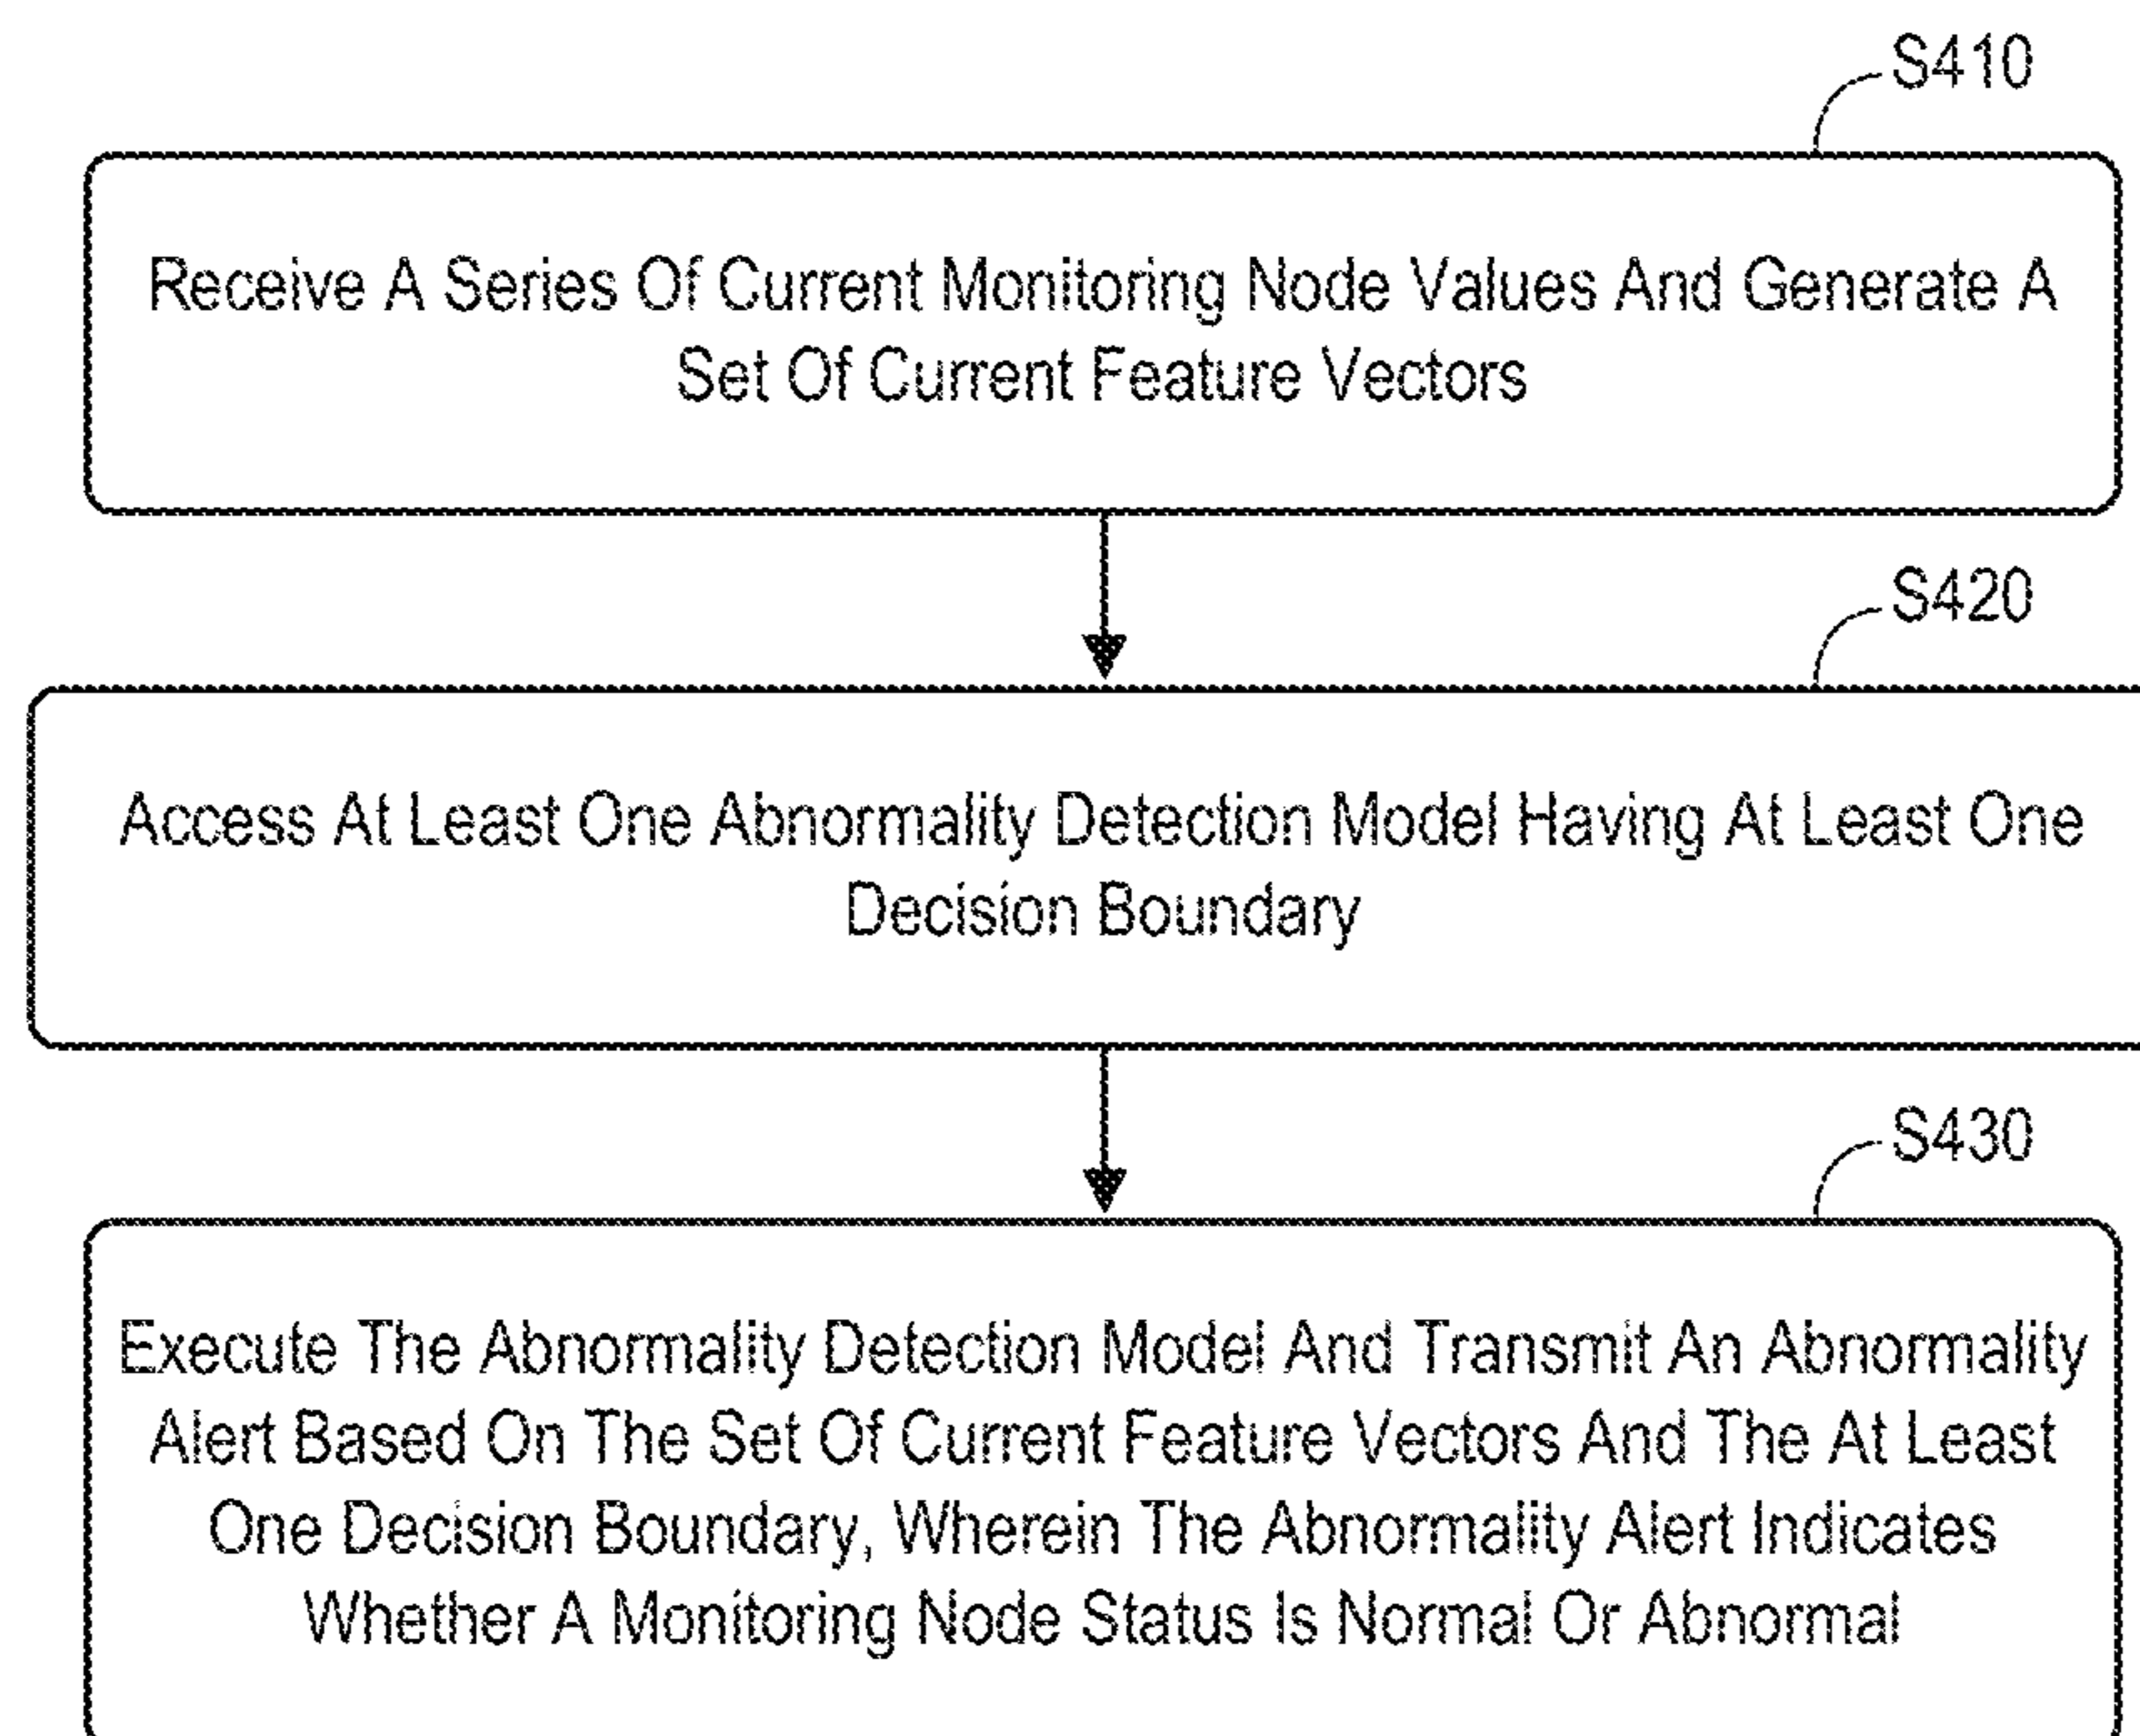 S410
Receive A Series Of Current Monitoring Node Values And Generate A
Set Of Current Feature Vectors
S420
Access At Least One Abnormality Detection Model Having At Least One
Decision Boundary
S430
Execute The Abnormality Detection Model And Transmit An Abnormality
Alert Based On The Set Of Current Feature Vectors And The At Least
One Decision Boundary, Wherein The Abnormality Alert Indicates
Whether A Monitoring Node Status Is Normal Or Abnormal